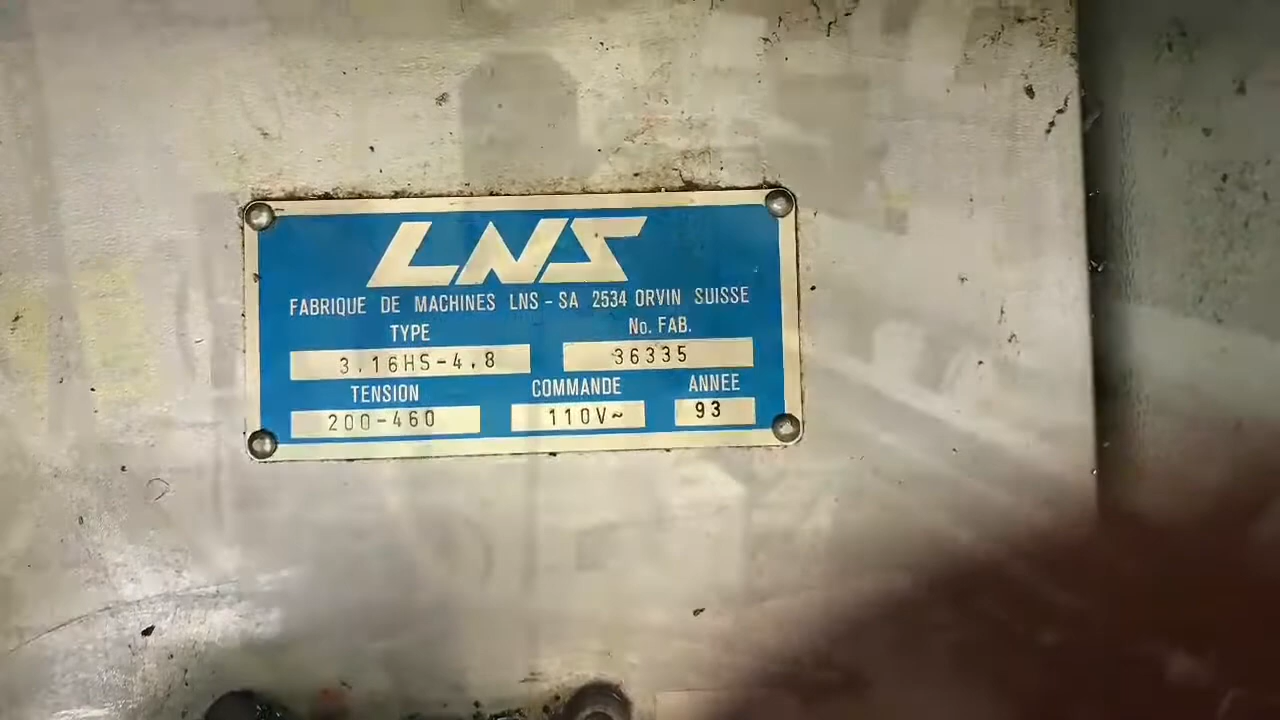 LNS
FABRIQUE DE MACHINES LNS - SA 2534 ORVIN SUISSE
TYPE No. FAB.
3.16HS-4.8 36335
TENSION COMMANDE ANNEE
200-460 110V~ 93